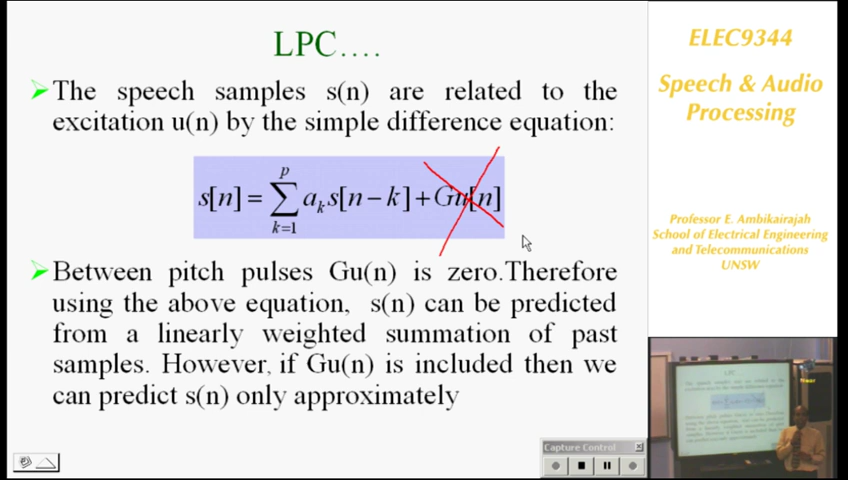 LPC....
The speech samples s(n) are related to the
excitation u(n) by the simple difference equation:
s[n] = \sum_{k=1}^{p} a_k s[n-k] + Gu[n]
Between pitch pulses Gu(n) is zero.Therefore
using the above equation, s(n) can be predicted
from a linearly weighted summation of past
samples. However, if Gu(n) is included then we
can predict s(n) only approximately
ELEC9344
Speech & Audio
Processing
Professor E. Ambikairajah
School of Electrical Engineering
and Telecommunications
UNSW
Capture Control